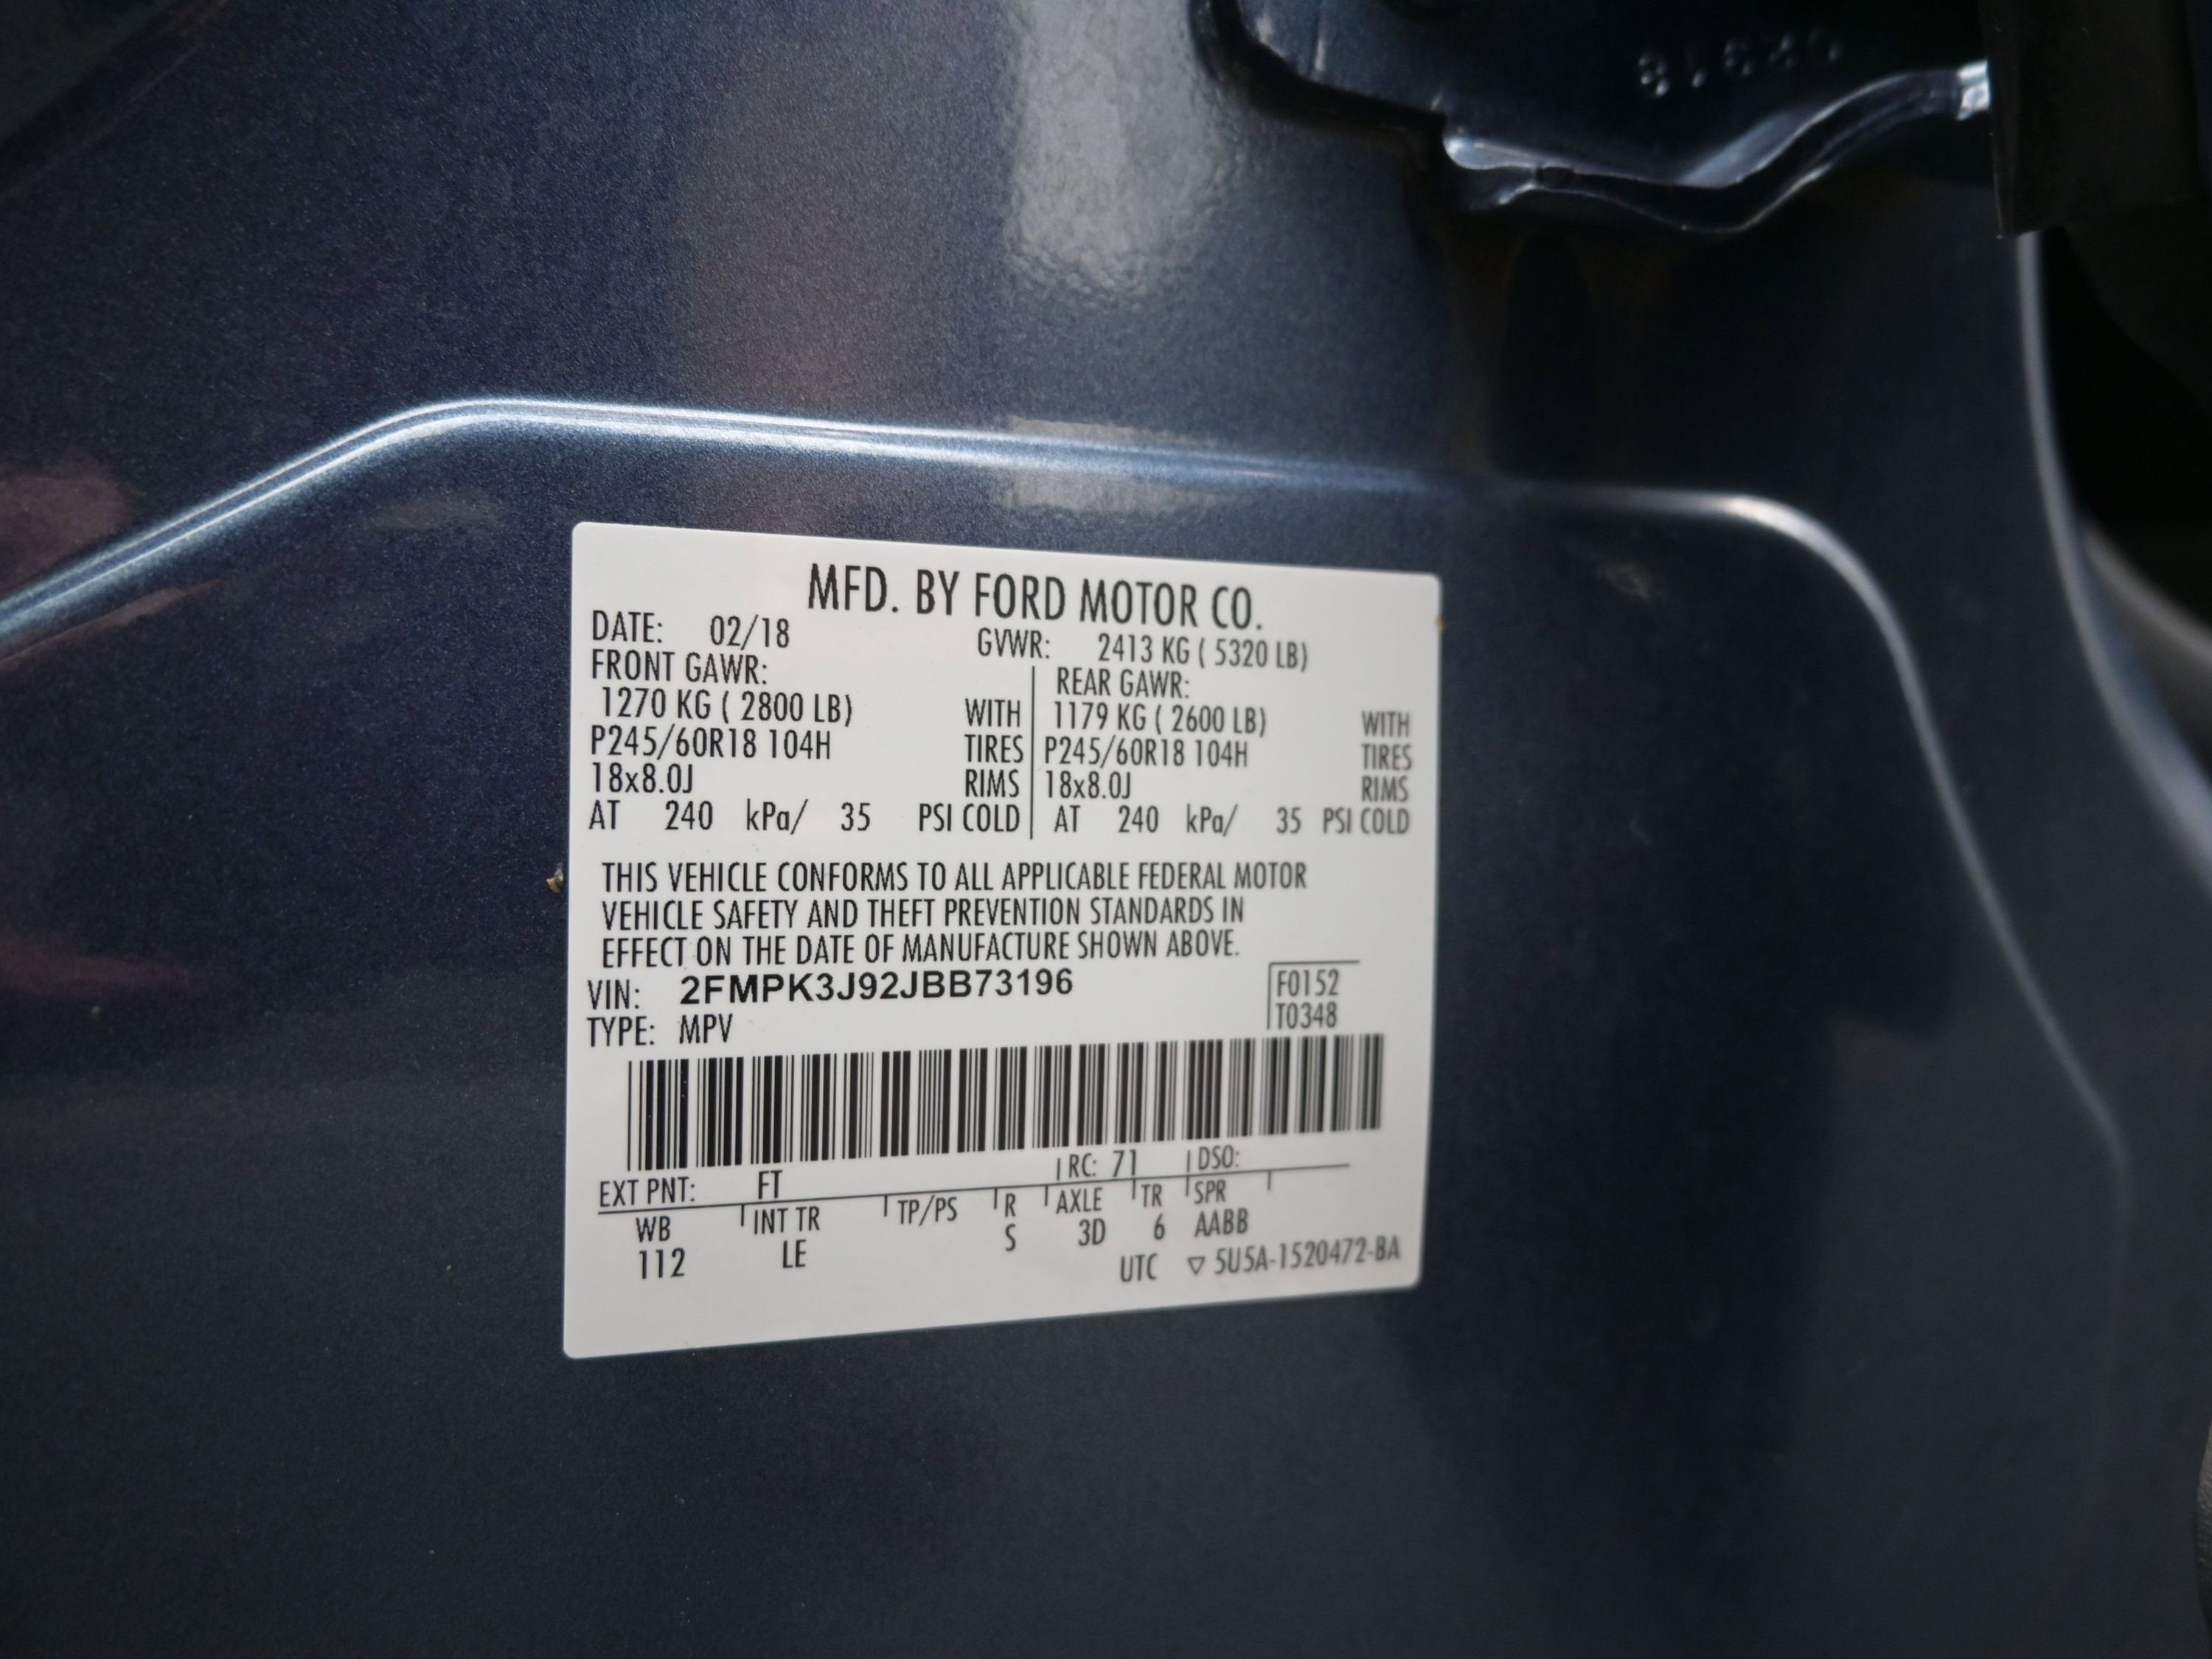 MFD. BY FORD MOTOR CO.
DATE: 02/18 GVWR: 2413 KG ( 5320 LB)
FRONT GAWR: REAR GAWR:
1270 KG ( 2800 LB) WITH 1179 KG ( 2600 LB) WITH
P245/60R18 104H TIRES P245/60R18 104H TIRES
18x8.0J RIMS 18x8.0J RIMS
AT 240 kPa/ 35 PSI COLD AT 240 kPa/ 35 PSI COLD
THIS VEHICLE CONFORMS TO ALL APPLICABLE FEDERAL MOTOR
VEHICLE SAFETY AND THEFT PREVENTION STANDARDS IN
EFFECT ON THE DATE OF MANUFACTURE SHOWN ABOVE.
VIN: 2FMPK3J92JBB73196 F0152
TYPE: MPV T0348
EXT PNT: FT RC: 71 DSO:
WB INT TR TP/PS R AXLE TR SPR
112 LE S 3D 6 AABB
UTC ▽ 5U5A-1520472-BA